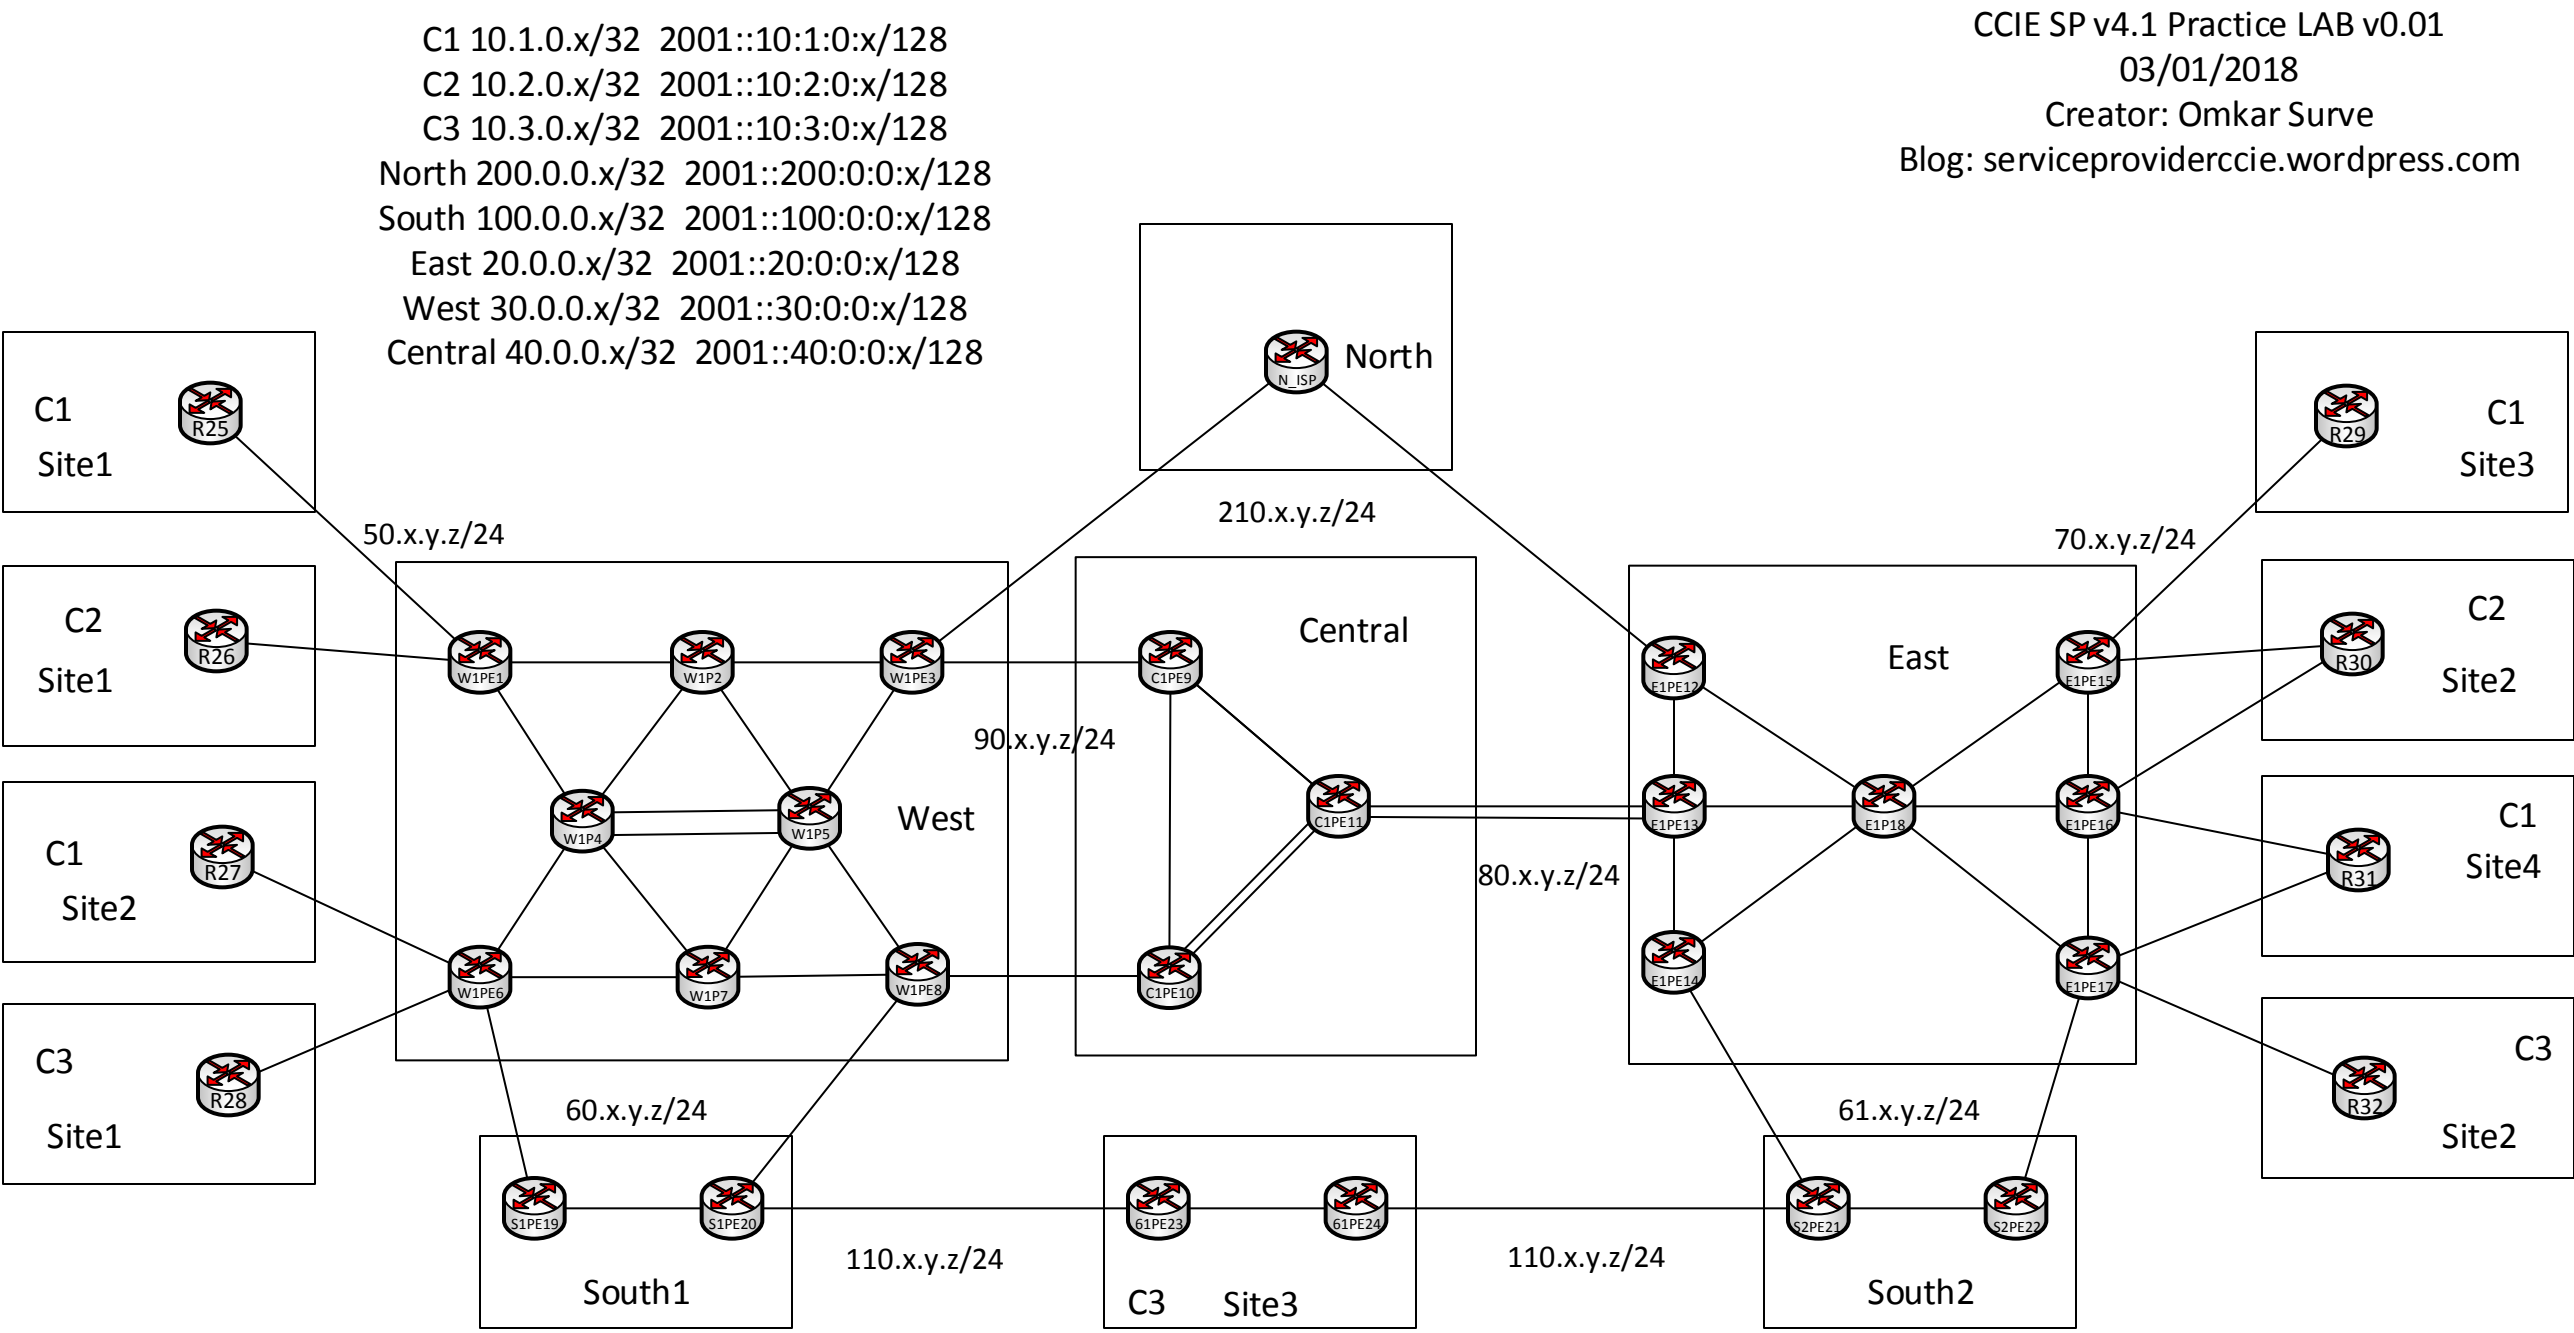 C1 10.1.0.x/32  2001::10:1:0:x/128
C2 10.2.0.x/32  2001::10:2:0:x/128
C3 10.3.0.x/32  2001::10:3:0:x/128
North 200.0.0.x/32  2001::200:0:0:x/128
South 100.0.0.x/32  2001::100:0:0:x/128
East 20.0.0.x/32  2001::20:0:0:x/128
West 30.0.0.x/32  2001::30:0:0:x/128
Central 40.0.0.x/32  2001::40:0:0:x/128
CCIE SP v4.1 Practice LAB v0.01
03/01/2018
Creator: Omkar Surve
Blog: serviceproviderccie.wordpress.com
North
N_ISP
C1
R25
Site1
R29
C1
Site3
210.x.y.z/24
50.x.y.z/24
70.x.y.z/24
C2
R26
Site1
W1PE1
W1P2
W1PE3
C1PE9
Central
E1PE12
East
E1PE15
R30
C2
Site2
90.x.y.z/24
W1P4
W1P5
West
C1PE11
E1PE13
E1P18
E1PE16
C1
R27
Site2
80.x.y.z/24
C1
R31
Site4
W1PE6
W1P7
W1PE8
C1PE10
E1PE14
E1PE17
C3
R28
Site1
C3
R32
Site2
60.x.y.z/24
61.x.y.z/24
S1PE19
S1PE20
61PE23
61PE24
S2PE21
S2PE22
110.x.y.z/24
110.x.y.z/24
South1
C3
Site3
South2